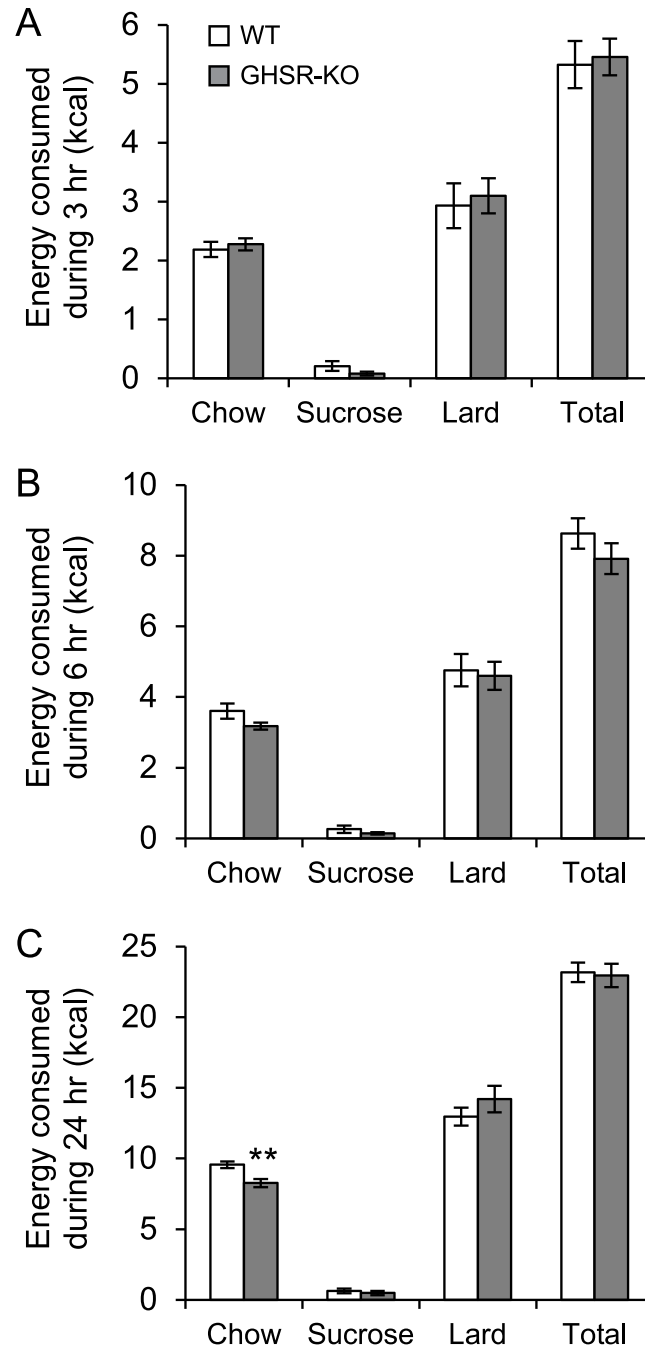 A
Energy consumed
during 3 hr (kcal)
6
5
4
3
2
1
0
WT
GHSR-KO
Chow Sucrose Lard Total
B
Energy consumed
during 6 hr (kcal)
10
8
6
4
2
0
Chow Sucrose Lard Total
C
Energy consumed
during 24 hr (kcal)
25
20
15
10
5
0
**
Chow Sucrose Lard Total